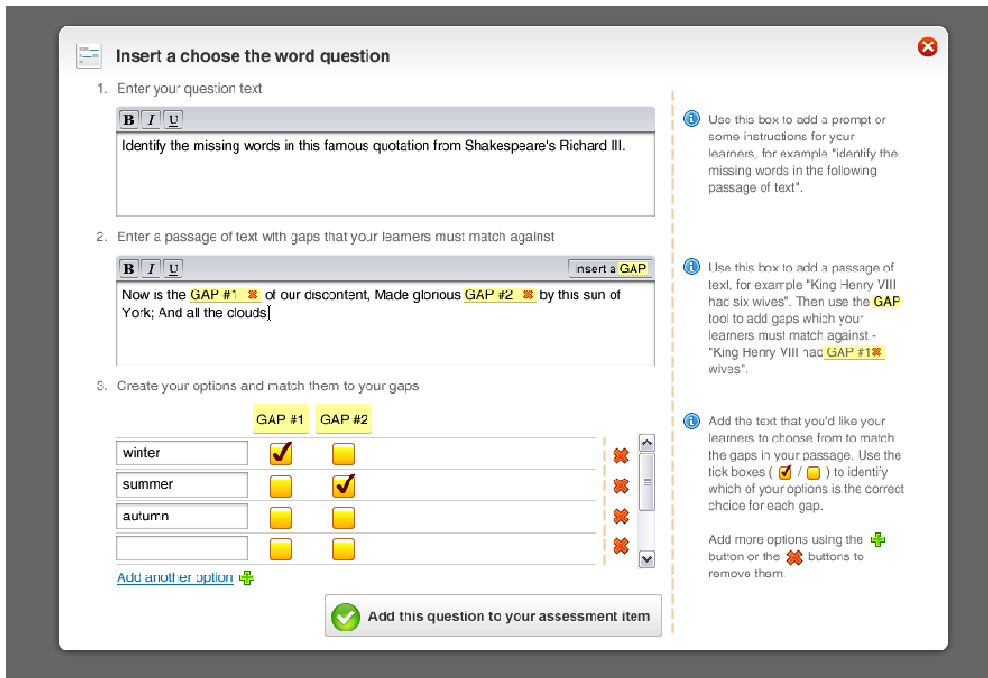 Insert a choose the word question
1. Enter your question text
B I U
Identify the missing words in this famous quotation from Shakespeare's Richard III.
Use this box to add a prompt or
some instructions for your
learners, for example "identify the
missing words in the following
passage of text".
2. Enter a passage of text with gaps that your learners must match against
B I U Insert a GAP
Now is the GAP #1 of our discontent, Made glorious GAP #2 by this sun of
York; And all the clouds
Use this box to add a passage of
text, for example "King Henry VIII
had six wives". Then use the GAP
tool to add gaps which your
learners must match against -
"King Henry VIII had GAP #1
wives".
3. Create your options and match them to your gaps
GAP #1 GAP #2
winter
summer
autumn
Add another option
Add the text that you'd like your
learners to choose from to match
the gaps in your passage. Use the
tick boxes ( / ) to identify
which of your options is the correct
choice for each gap.
Add more options using the
button or the buttons to
remove them.
Add this question to your assessment item